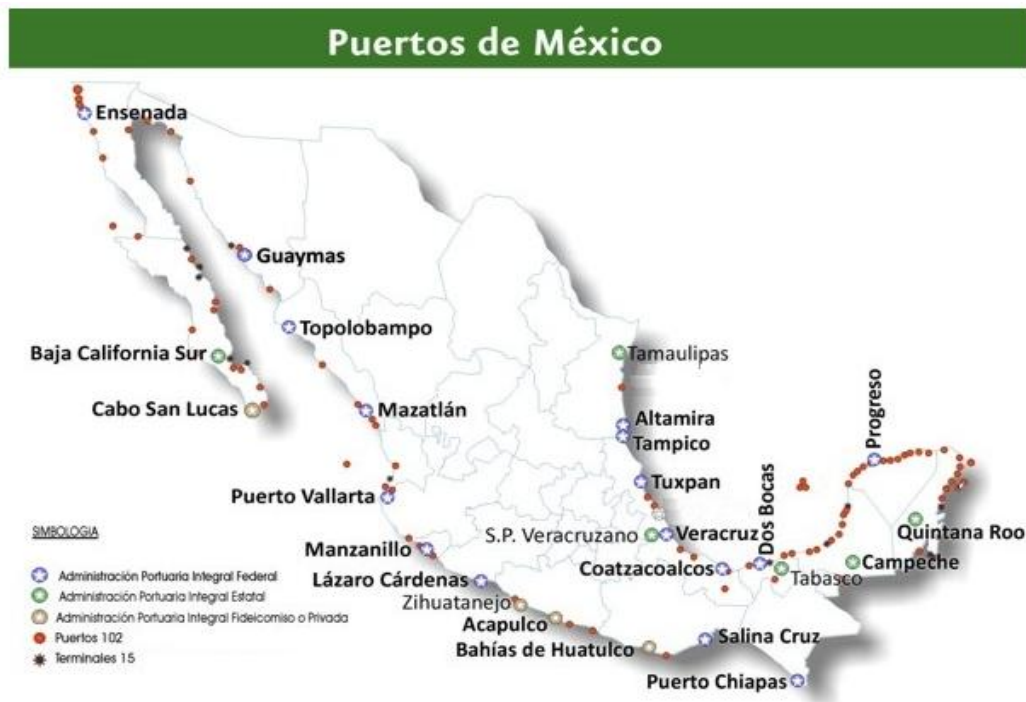 Puertos de México
Ensenada
Guaymas
Topolobampo
Baja California Sur
Tamaulipas
Cabo San Lucas
Mazatlán
Altamira
Tampico
Progreso
Tuxpan
Puerto Vallarta
Dos Bocas
S.P. Veracruzano
Veracruz
Quintana Roo
SIMBOLOGIA
Manzanillo
Coatzacoalcos
Campeche
Administración Portuaria Integral Federal
Lázaro Cárdenas
Tabasco
Administración Portuaria Integral Estatal
Zihuatanejo
Administración Portuaria Integral Fideicomiso o Privada
Acapulco
Puertos 102
Salina Cruz
Bahías de Huatulco
Terminales 15
Puerto Chiapas